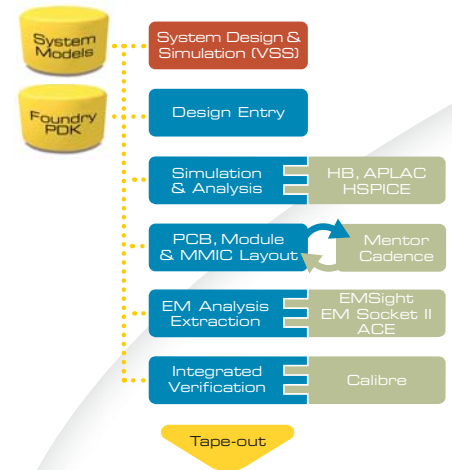 System
Models
System Design &
Simulation (VSS)
Foundry
PDK
Design Entry
Simulation
& Analysis
HB, APLAC
HSPICE
PCB, Module
& MMIC Layout
Mentor
Cadence
EM Analysis
Extraction
EMSight
EM Socket II
ACE
Integrated
Verification
Calibre
Tape-out